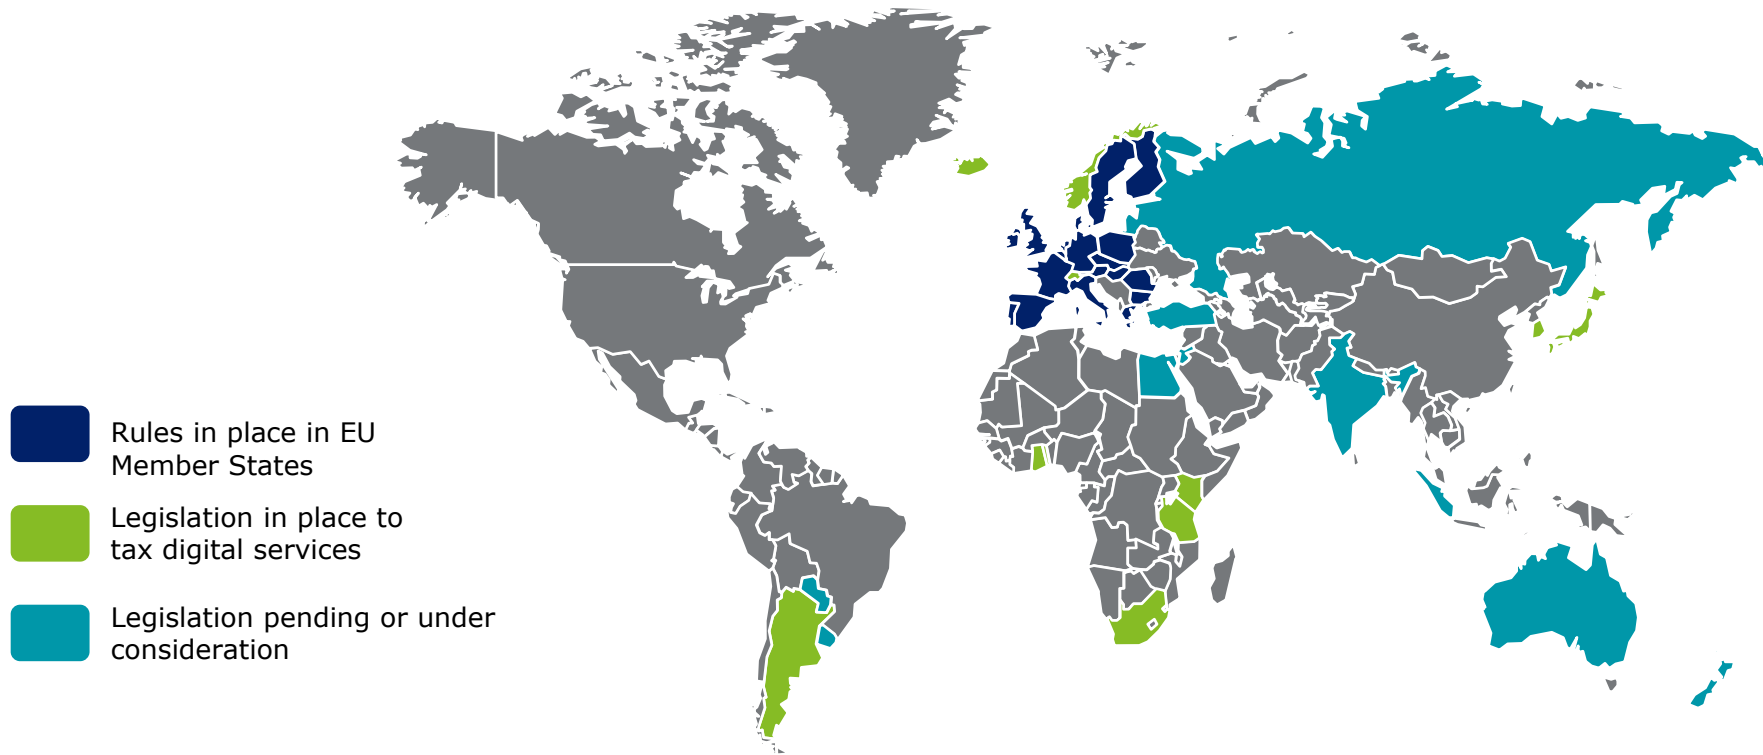 Rules in place in EU
Member States
Legislation in place to
tax digital services
Legislation pending or under
consideration